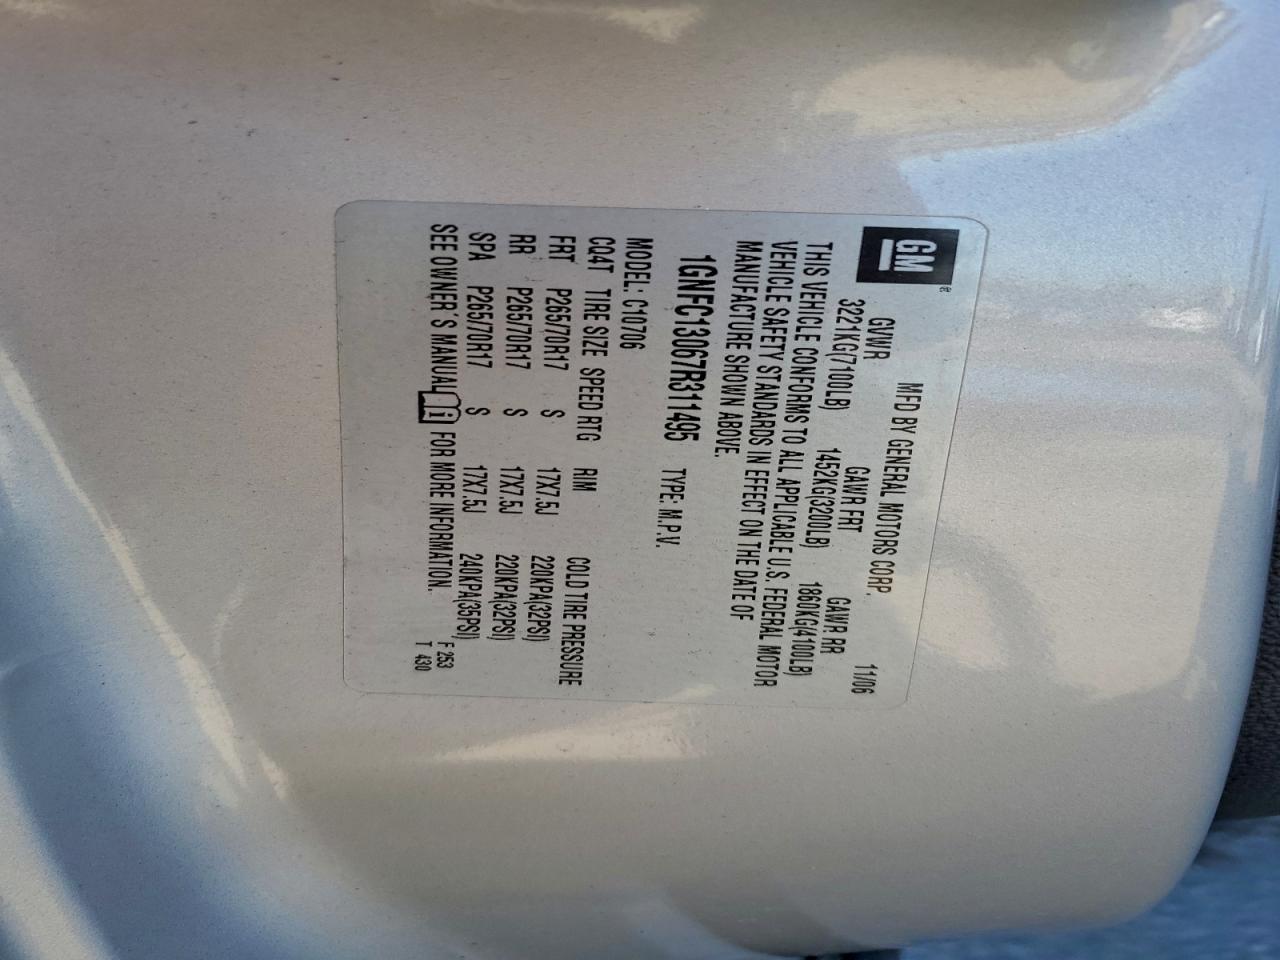 GM
MFD BY GENERAL MOTORS CORP. 11/06
GVWR GAWR FRT GAWR RR
3221KG(7100LB) 1452KG(3200LB) 1860KG(4100LB)
THIS VEHICLE CONFORMS TO ALL APPLICABLE U.S. FEDERAL MOTOR
VEHICLE SAFETY STANDARDS IN EFFECT ON THE DATE OF
MANUFACTURE SHOWN ABOVE.
1GNFC13067R311495 TYPE: M.P.V.
MODEL: C10706
CQ4T TIRE SIZE SPEED RTG RIM COLD TIRE PRESSURE
FRT P265/70R17 S 17X7.5J 220KPA(32PSI)
RR P265/70R17 S 17X7.5J 220KPA(32PSI)
SPA P265/70R17 S 17X7.5J 240KPA(35PSI)
SEE OWNER'S MANUAL i FOR MORE INFORMATION. F 253
T 430